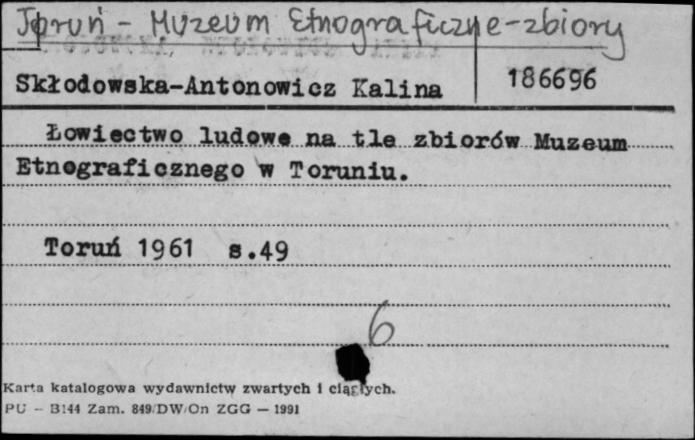 Toruń - Muzeum Etnograficzne - zbiory
Skłodowska-Antonowicz Kalina 186696
Łowiectwo ludowe na tle zbiorów Muzeum
Etnograficznego w Toruniu.
Toruń 1961 s.49
6
Karta katalogowa wydawnictw zwartych i ciągłych.
PU - B144 Zam. 849/DW/On ZGG — 1991